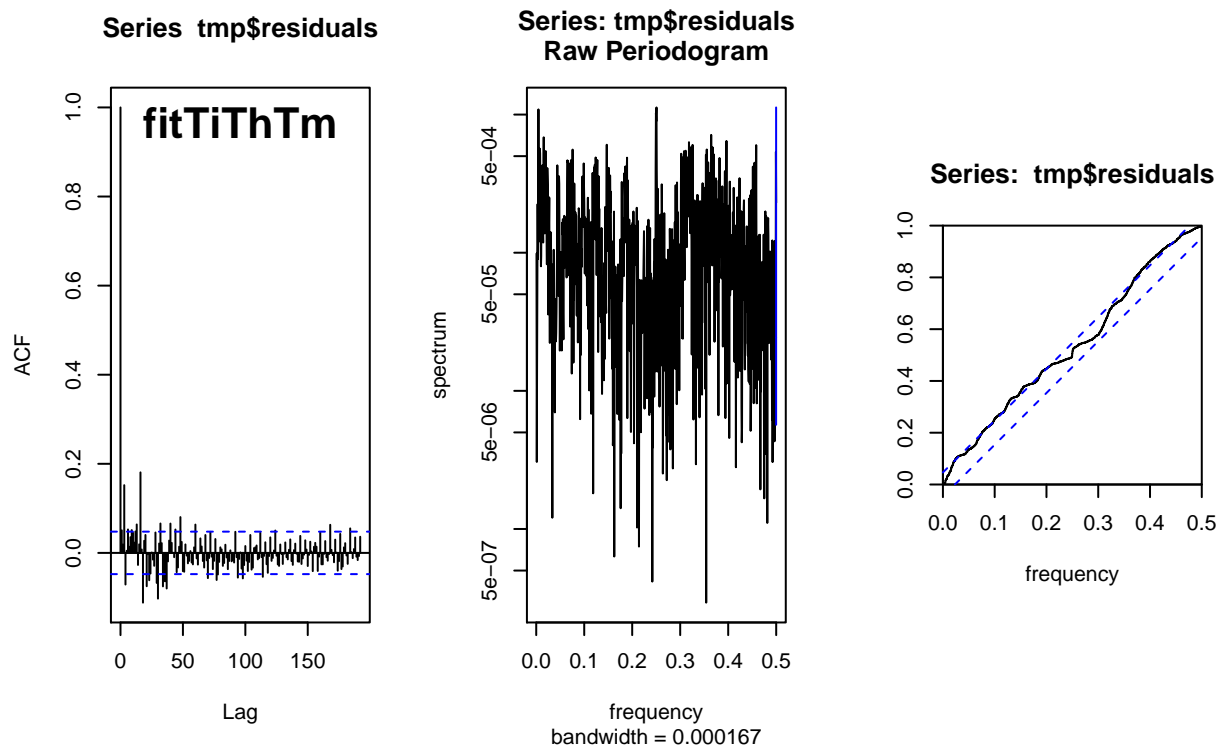 Series  tmp$residuals
fitTiThTm
ACF
1.0
0.8
0.6
0.4
0.2
0.0
0
50
100
150
Lag
Series: tmp$residuals
Raw Periodogram
spectrum
5e−04
5e−05
5e−06
5e−07
0.0
0.1
0.2
0.3
0.4
0.5
frequency
bandwidth = 0.000167
Series:  tmp$residuals
1.0
0.8
0.6
0.4
0.2
0.0
0.0
0.1
0.2
0.3
0.4
0.5
frequency